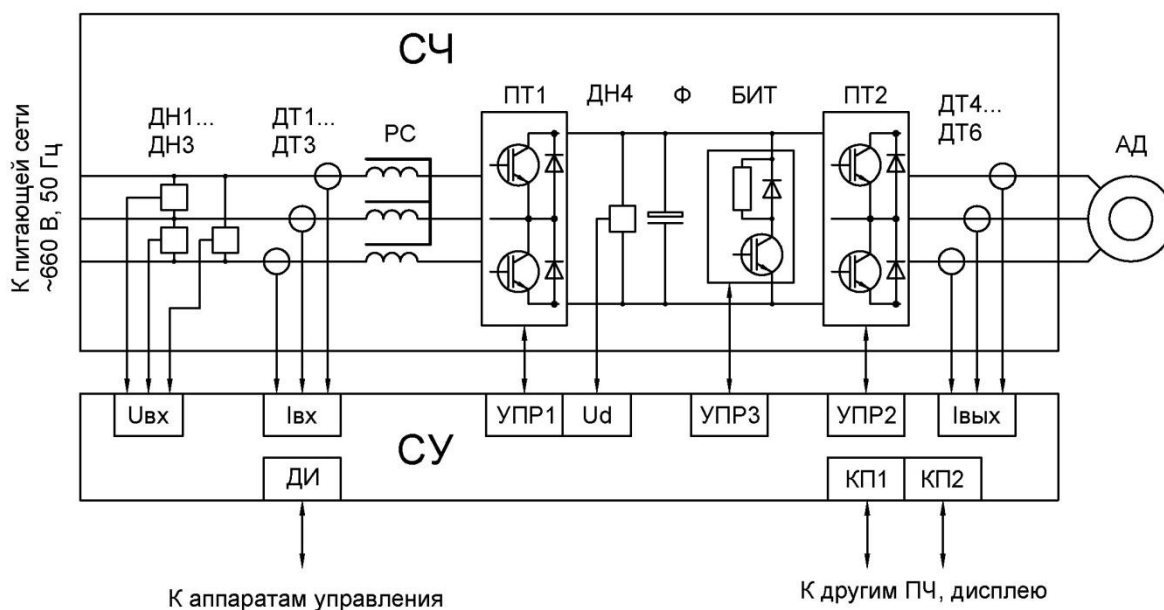 СЧ
ДН1...
ДН3
ДТ1...
ДТ3
РС
ПТ1
ДН4
Ф
БИТ
ПТ2
ДТ4...
ДТ6
АД
К питающей сети
~660 В, 50 Гц
Uвх
Iвх
УПР1
Ud
УПР3
УПР2
Iвых
СУ
ДИ
КП1
КП2
К аппаратам управления
К другим ПЧ, дисплею